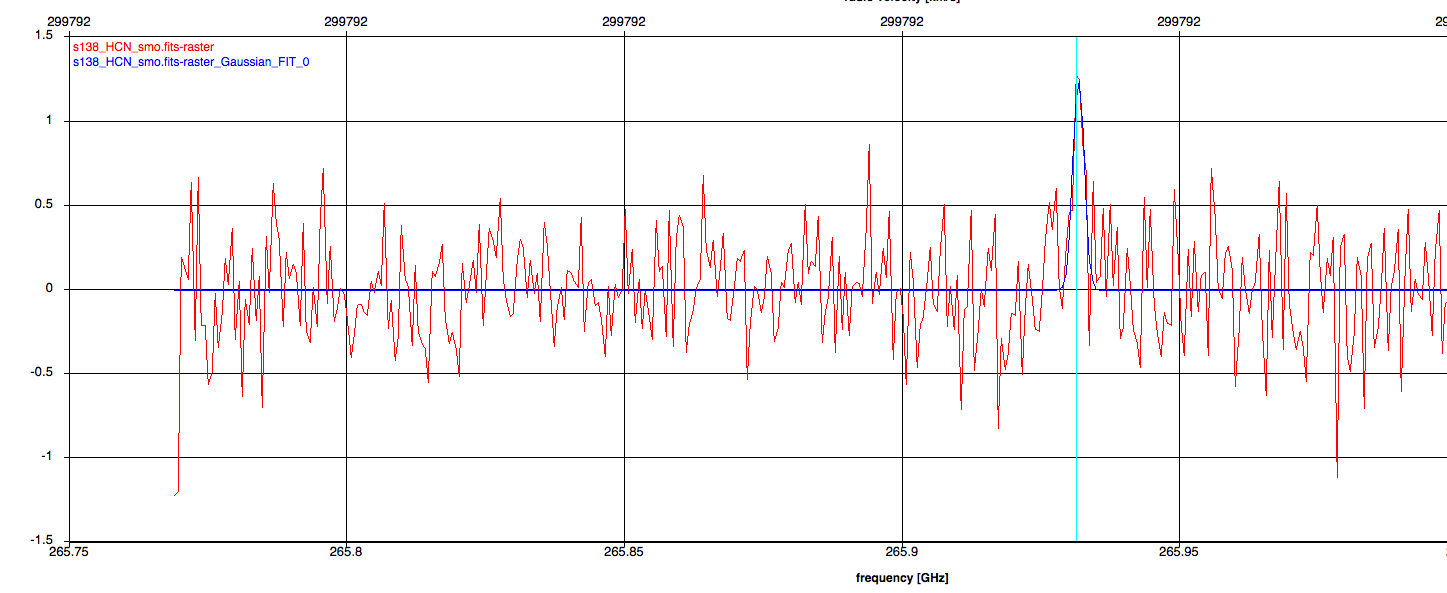 299792 299792 299792 299792 299792
1.5
s138_HCN_smo.fits-raster
s138_HCN_smo.fits-raster_Gaussian_FIT_0
1
0.5
0
-0.5
-1
-1.5
265.75 265.8 265.85 265.9 265.95
frequency [GHz]